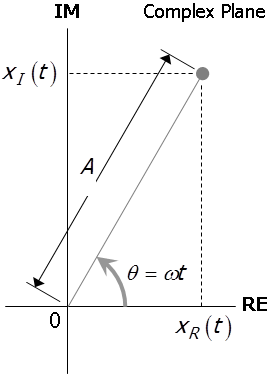 IM Complex Plane
x_I (t)
A
θ = ωt
0 RE
x_R (t)